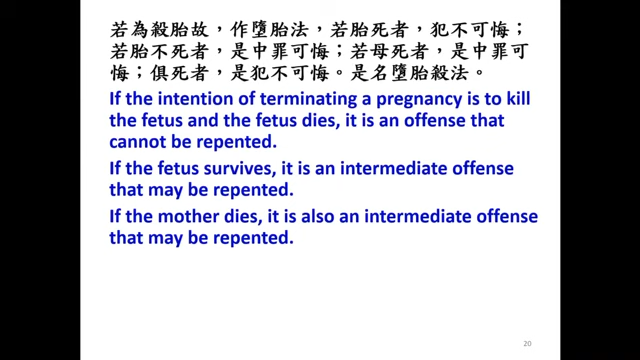 若為殺胎故，作墮胎法，若胎死者，犯不可悔；
若胎不死者，是中罪可悔；若母死者，是中罪可
悔；俱死者，是犯不可悔。是名墮胎殺法。
If the intention of terminating a pregnancy is to kill
the fetus and the fetus dies, it is an offense that
cannot be repented.
If the fetus survives, it is an intermediate offense
that may be repented.
If the mother dies, it is also an intermediate offense
that may be repented.
20